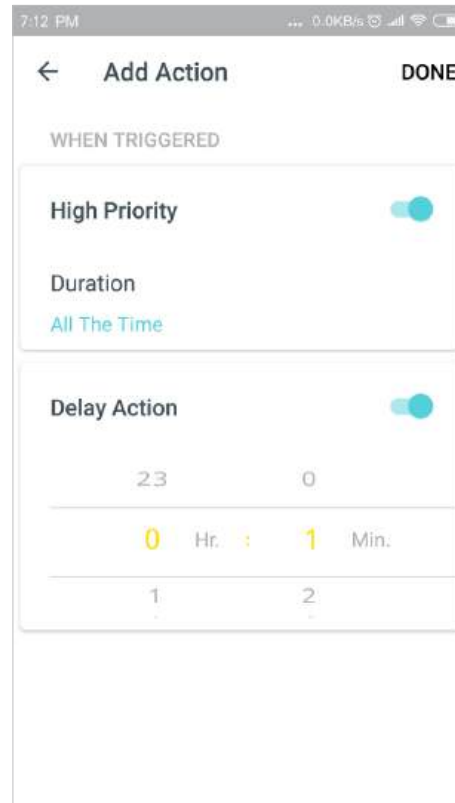 7:12 PM ... 0.0KB/s
Add Action DONE
WHEN TRIGGERED
High Priority
Duration
All The Time
Delay Action
23 0
0 Hr. : 1 Min.
1 2